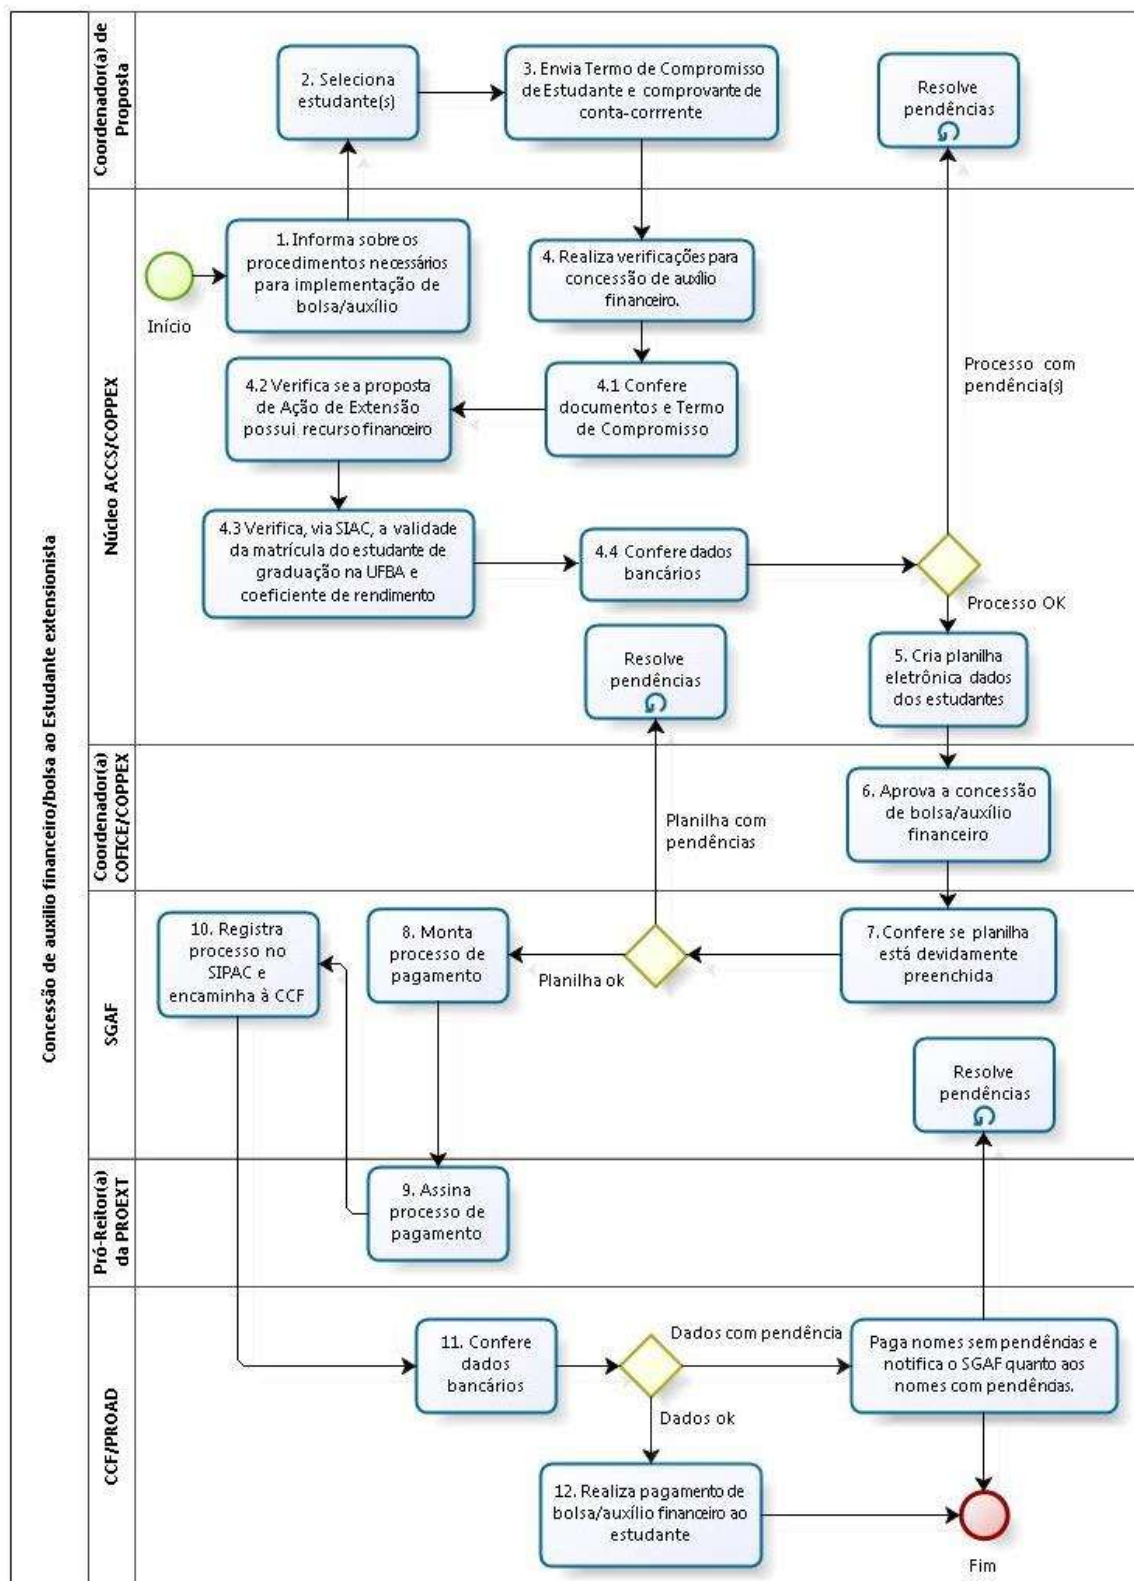 Concessão de auxílio financeiro/bolsa ao Estudante extensionista
Coordenador(a) de
Proposta
2. Seleciona
estudante(s)
3. Envia Termo de Compromisso
de Estudante e comprovante de
conta-corrrente
Resolve
pendências
Núcleo ACCS/COPPEX
Início
1. Informa sobre os
procedimentos necessários
para implementação de
bolsa/auxílio
4. Realiza verificações para
concessão de auxílio
financeiro.
Processo com
pendência(s)
4.2 Verifica se a proposta
de Ação de Extensão
possui recurso financeiro
4.1 Confere
documentos e Termo
de Compromisso
4.3 Verifica, via SIAC, a validade
da matrícula do estudante de
graduação na UFBA e
coeficiente de rendimento
4.4 Confere dados
bancários
Processo OK
Resolve
pendências
5. Cria planilha
eletrônica dados
dos estudantes
Coordenador(a)
COFICE/COPPEX
Planilha com
pendências
6. Aprova a concessão
de bolsa/auxílio
financeiro
SGAF
10. Registra
processo no
SIPAC e
encaminha à CCF
8. Monta
processo de
pagamento
Planilha ok
7. Confere se planilha
está devidamente
preenchida
Resolve
pendências
Pró-Reitor(a)
da PROEXT
9. Assina
processo de
pagamento
CCF/PROAD
11. Confere
dados
bancários
Dados com pendência
Dados ok
Paga nomes sem pendências e
notifica o SGAF quanto aos
nomes com pendências.
12. Realiza pagamento de
bolsa/auxílio financeiro ao
estudante
Fim